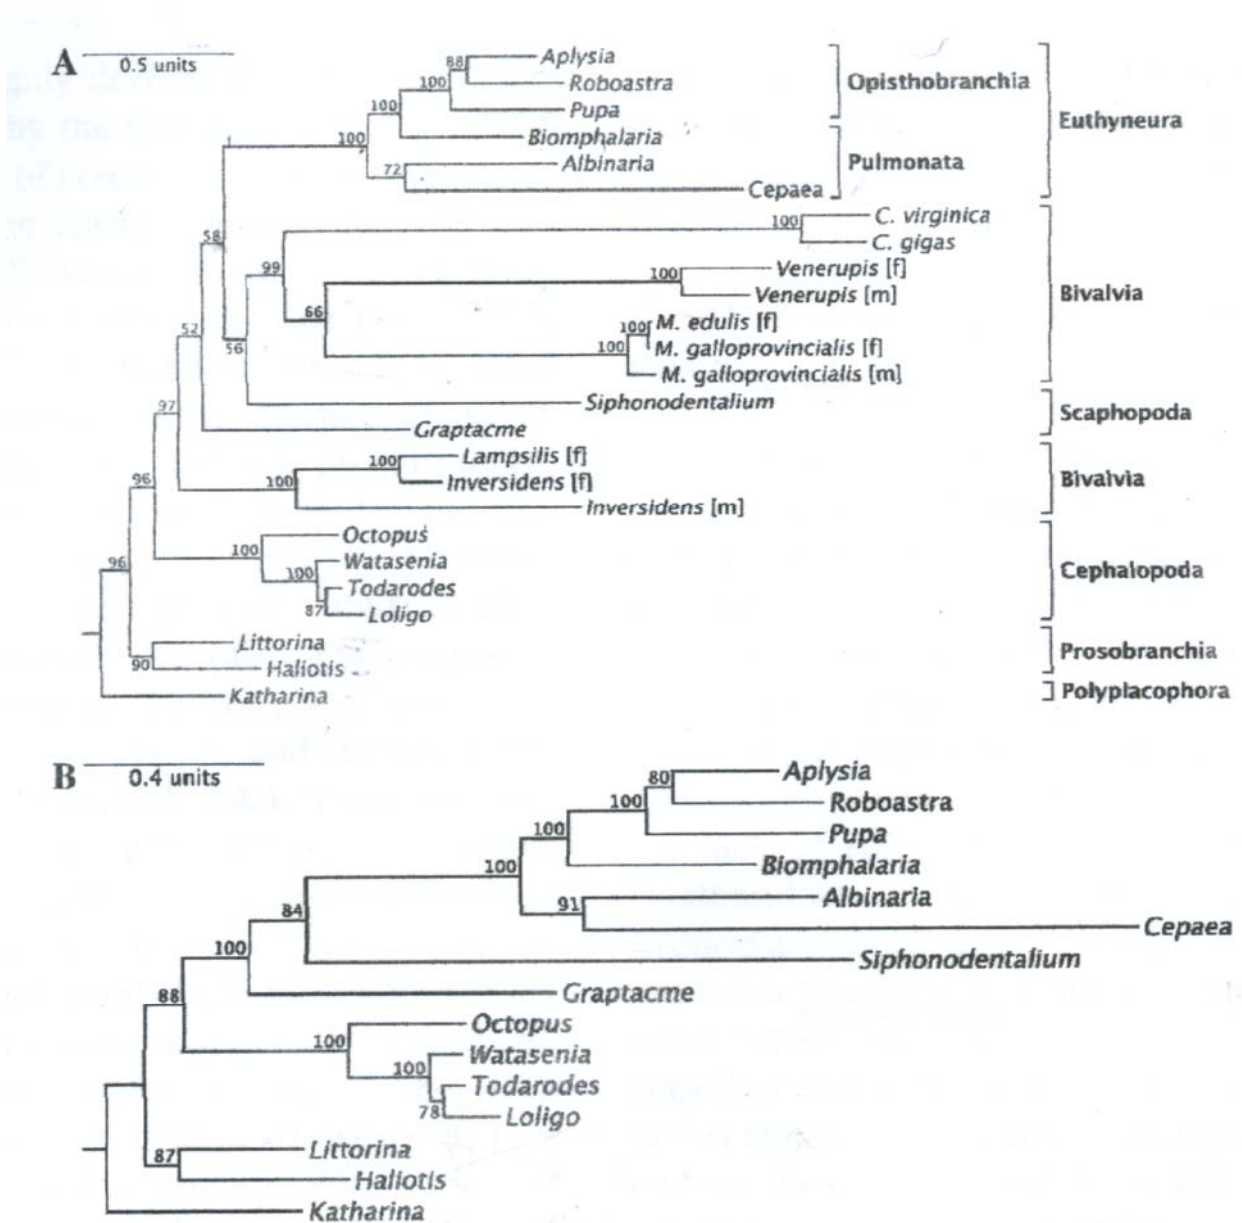 A
0.5 units
88
Aplysia
100
Roboastra
100
Pupa
Opisthobranchia
100
Biomphalaria
Euthyneura
72
Albinaria
Pulmonata
Cepaea
58
100
C. virginica
C. gigas
99
100
Venerupis [f]
Venerupis [m]
Bivalvia
66
100
M. edulis [f]
52
56
100
M. galloprovincialis [f]
M. galloprovincialis [m]
Siphonodentalium
Scaphopoda
97
Graptacme
100
Lampsilis [f]
96
100
Inversidens [f]
Bivalvia
Inversidens [m]
Octopus
100
Watasenia
96
100
Todarodes
Cephalopoda
87
Loligo
Littorina
90
Haliotis
Prosobranchia
Katharina
Polyplacophora
B
0.4 units
80
Aplysia
100
Roboastra
100
Pupa
100
Biomphalaria
91
Albinaria
84
Cepaea
100
Siphonodentalium
88
Graptacme
Octopus
100
Watasenia
100
Todarodes
78
Loligo
Littorina
87
Haliotis
Katharina